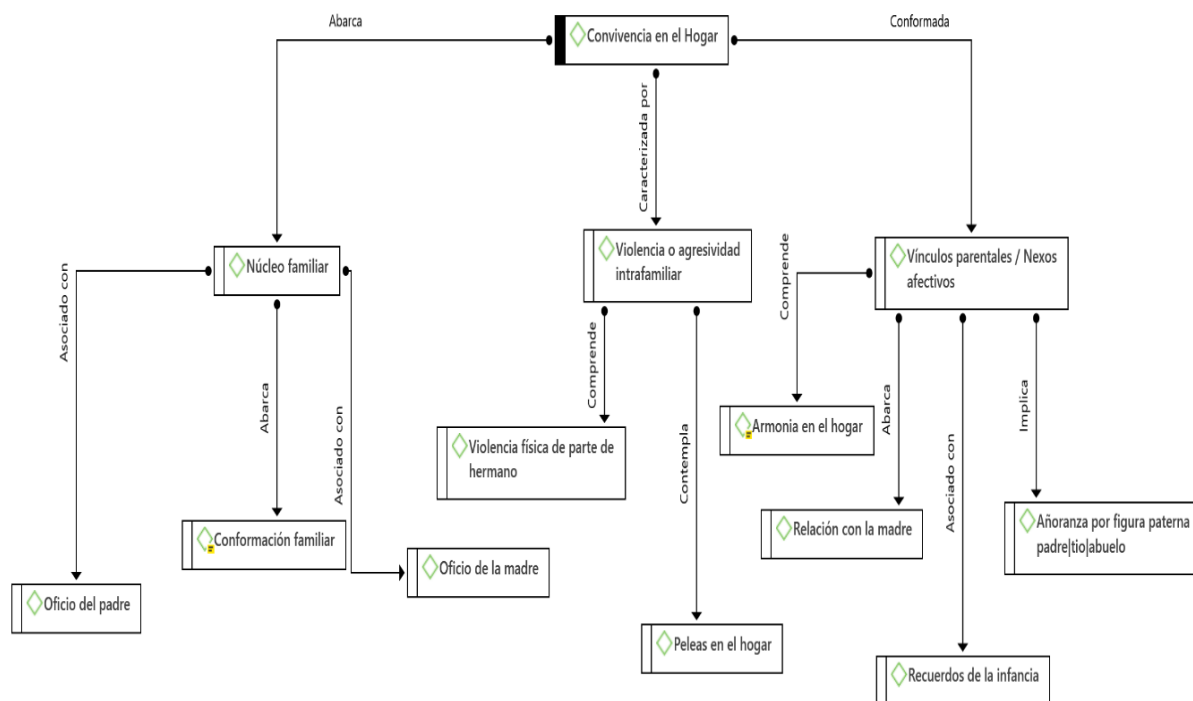 Abarca
Convivencia en el Hogar
Conformada
Caracterizada por
Núcleo familiar
Violencia o agresividad
intrafamiliar
Vínculos parentales / Nexos
afectivos
Asociado con
Abarca
Asociado con
Comprende
Contempla
Comprende
Abarca
Asociado con
Implica
Armonia en el hogar
Violencia física de parte de
hermano
Conformación familiar
Relación con la madre
Añoranza por figura paterna
padre|tio|abuelo
Oficio de la madre
Oficio del padre
Peleas en el hogar
Recuerdos de la infancia